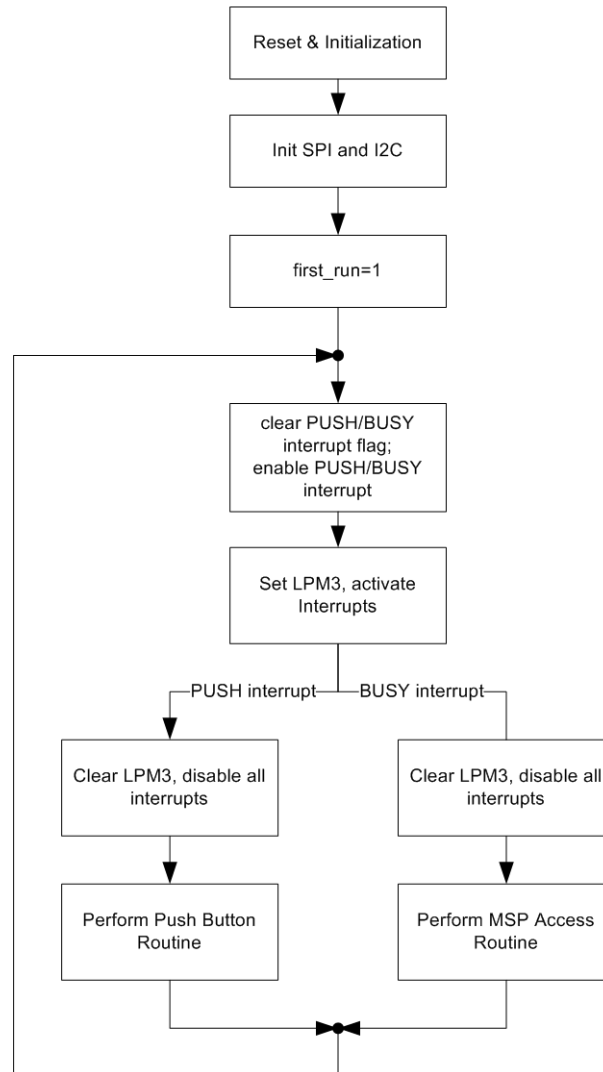 Reset & Initialization
Init SPI and I2C
first_run=1
clear PUSH/BUSY
interrupt flag;
enable PUSH/BUSY
interrupt
Set LPM3, activate
Interrupts
PUSH interrupt
BUSY interrupt
Clear LPM3, disable all
interrupts
Clear LPM3, disable all
interrupts
Perform Push Button
Routine
Perform MSP Access
Routine